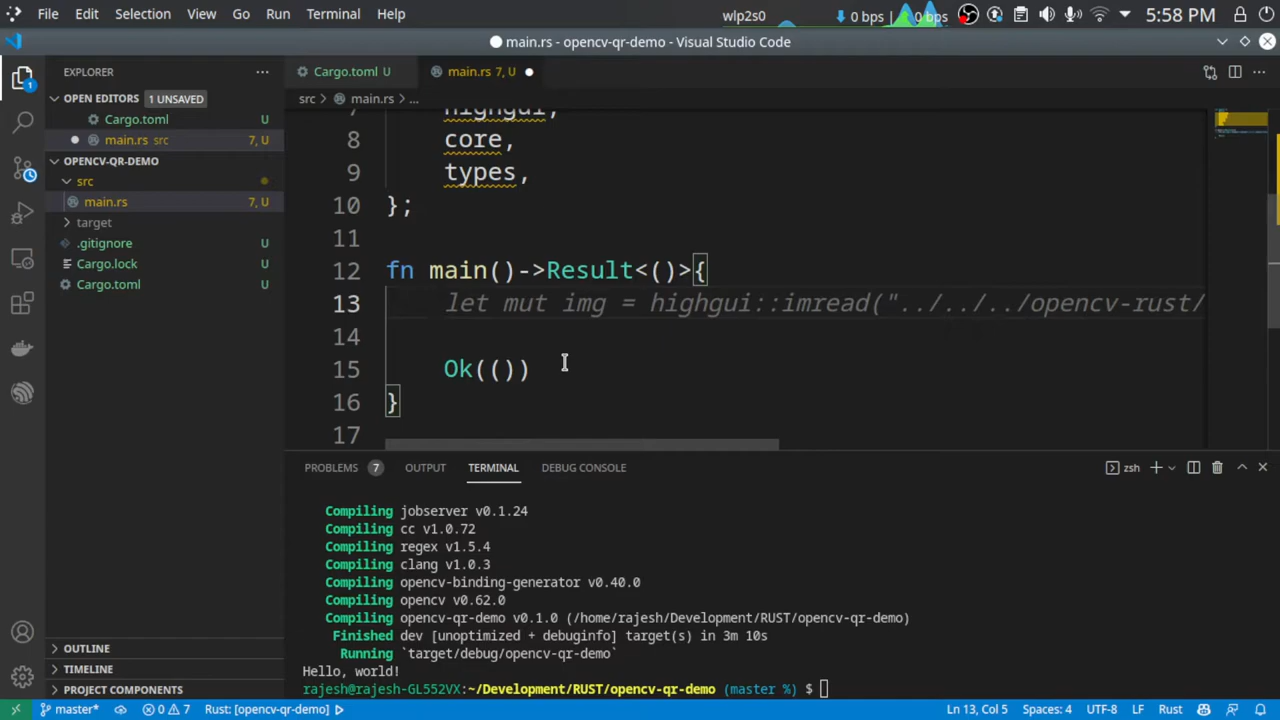 File Edit Selection View Go Run Terminal Help
wlp2s0 0 bps 0 bps 5:58 PM
main.rs - opencv-qr-demo - Visual Studio Code
EXPLORER
OPEN EDITORS 1 UNSAVED
Cargo.toml U
main.rs src 7, U
OPENCV-QR-DEMO
src
main.rs 7, U
target
.gitignore U
Cargo.lock U
Cargo.toml U
OUTLINE
TIMELINE
PROJECT COMPONENTS
1
Cargo.toml U
main.rs 7, U
src > main.rs > ...
7 highgui,
8 core,
9 types,
10 };
11
12 fn main()->Result<()>{
13 let mut img = highgui::imread("../../../opencv-rust/
14
15 Ok(())
16 }
17
PROBLEMS 7 OUTPUT TERMINAL DEBUG CONSOLE zsh
Compiling jobserver v0.1.24
Compiling cc v1.0.72
Compiling regex v1.5.4
Compiling clang v1.0.3
Compiling opencv-binding-generator v0.40.0
Compiling opencv v0.62.0
Compiling opencv-qr-demo v0.1.0 (/home/rajesh/Development/RUST/opencv-qr-demo)
Finished dev [unoptimized + debuginfo] target(s) in 3m 10s
Running `target/debug/opencv-qr-demo`
Hello, world!
rajesh@rajesh-GL552VX:~/Development/RUST/opencv-qr-demo (master %) $
master* 0 7 Rust: [opencv-qr-demo] Ln 13, Col 5 Spaces: 4 UTF-8 LF Rust